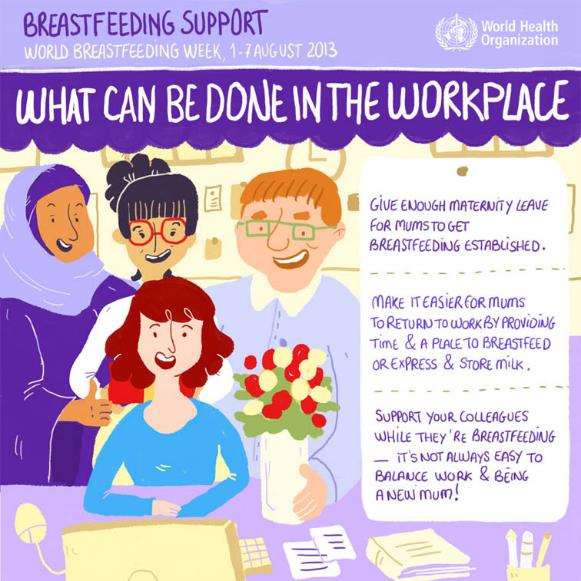 BREASTFEEDING SUPPORT
WORLD BREASTFEEDING WEEK, 1-7 AUGUST 2013
World Health
Organization
WHAT CAN BE DONE IN THE WORKPLACE
GIVE ENOUGH MATERNITY LEAVE
FOR MUMS TO GET
BREASTFEEDING ESTABLISHED.
MAKE IT EASIER FOR MUMS
TO RETURN TO WORK BY PROVIDING
TIME & A PLACE TO BREASTFEED
OR EXPRESS & STORE MILK.
SUPPORT YOUR COLLEAGUES
WHILE THEY'RE BREASTFEEDING
— IT'S NOT ALWAYS EASY TO
BALANCE WORK & BEING
A NEW MUM!